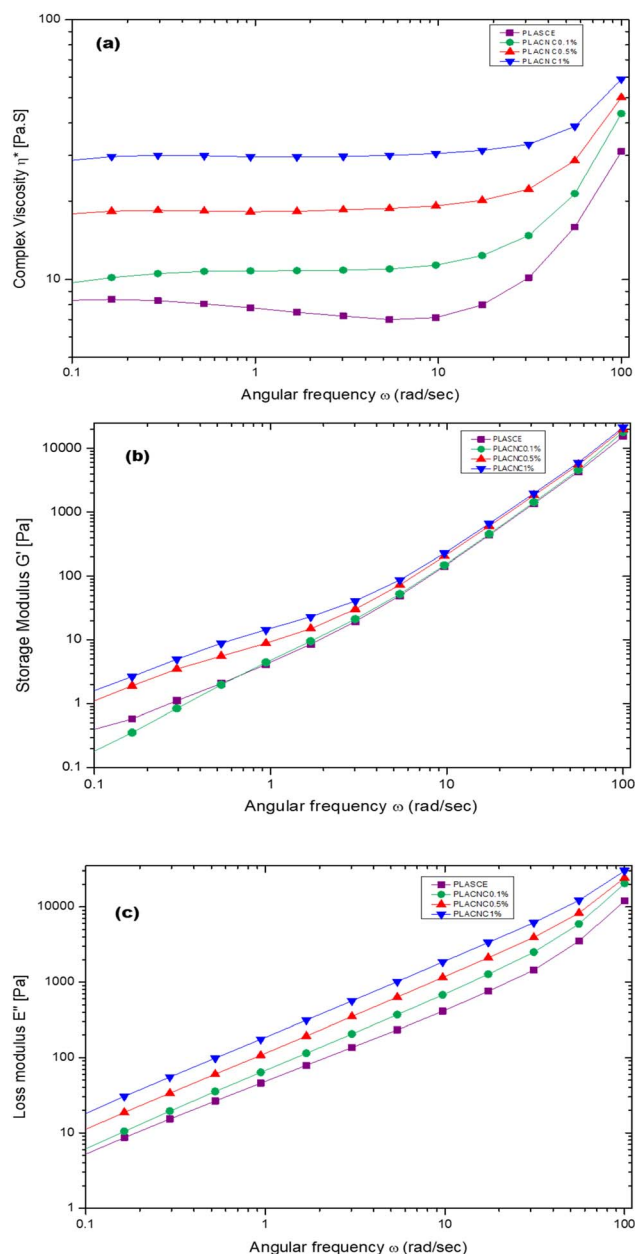 (a)
PLASCE
PLACNC0.1%
PLACNC0.5%
PLACNC1%
Complex Viscosity η* [Pa.S]
100
10
0.1 1 10 100
Angular frequency ω (rad/sec)
(b)
PLASCE
PLACNC0.1%
PLACNC0.5%
PLACNC1%
Storage Modulus G' [Pa]
10000
1000
100
10
1
0.1
0.1 1 10 100
Angular frequency ω (rad/sec)
(c)
PLASCE
PLACNC0.1%
PLACNC0.5%
PLACNC1%
Loss modulus E" [Pa]
10000
1000
100
10
1
0.1 1 10 100
Angular frequency ω (rad/sec)